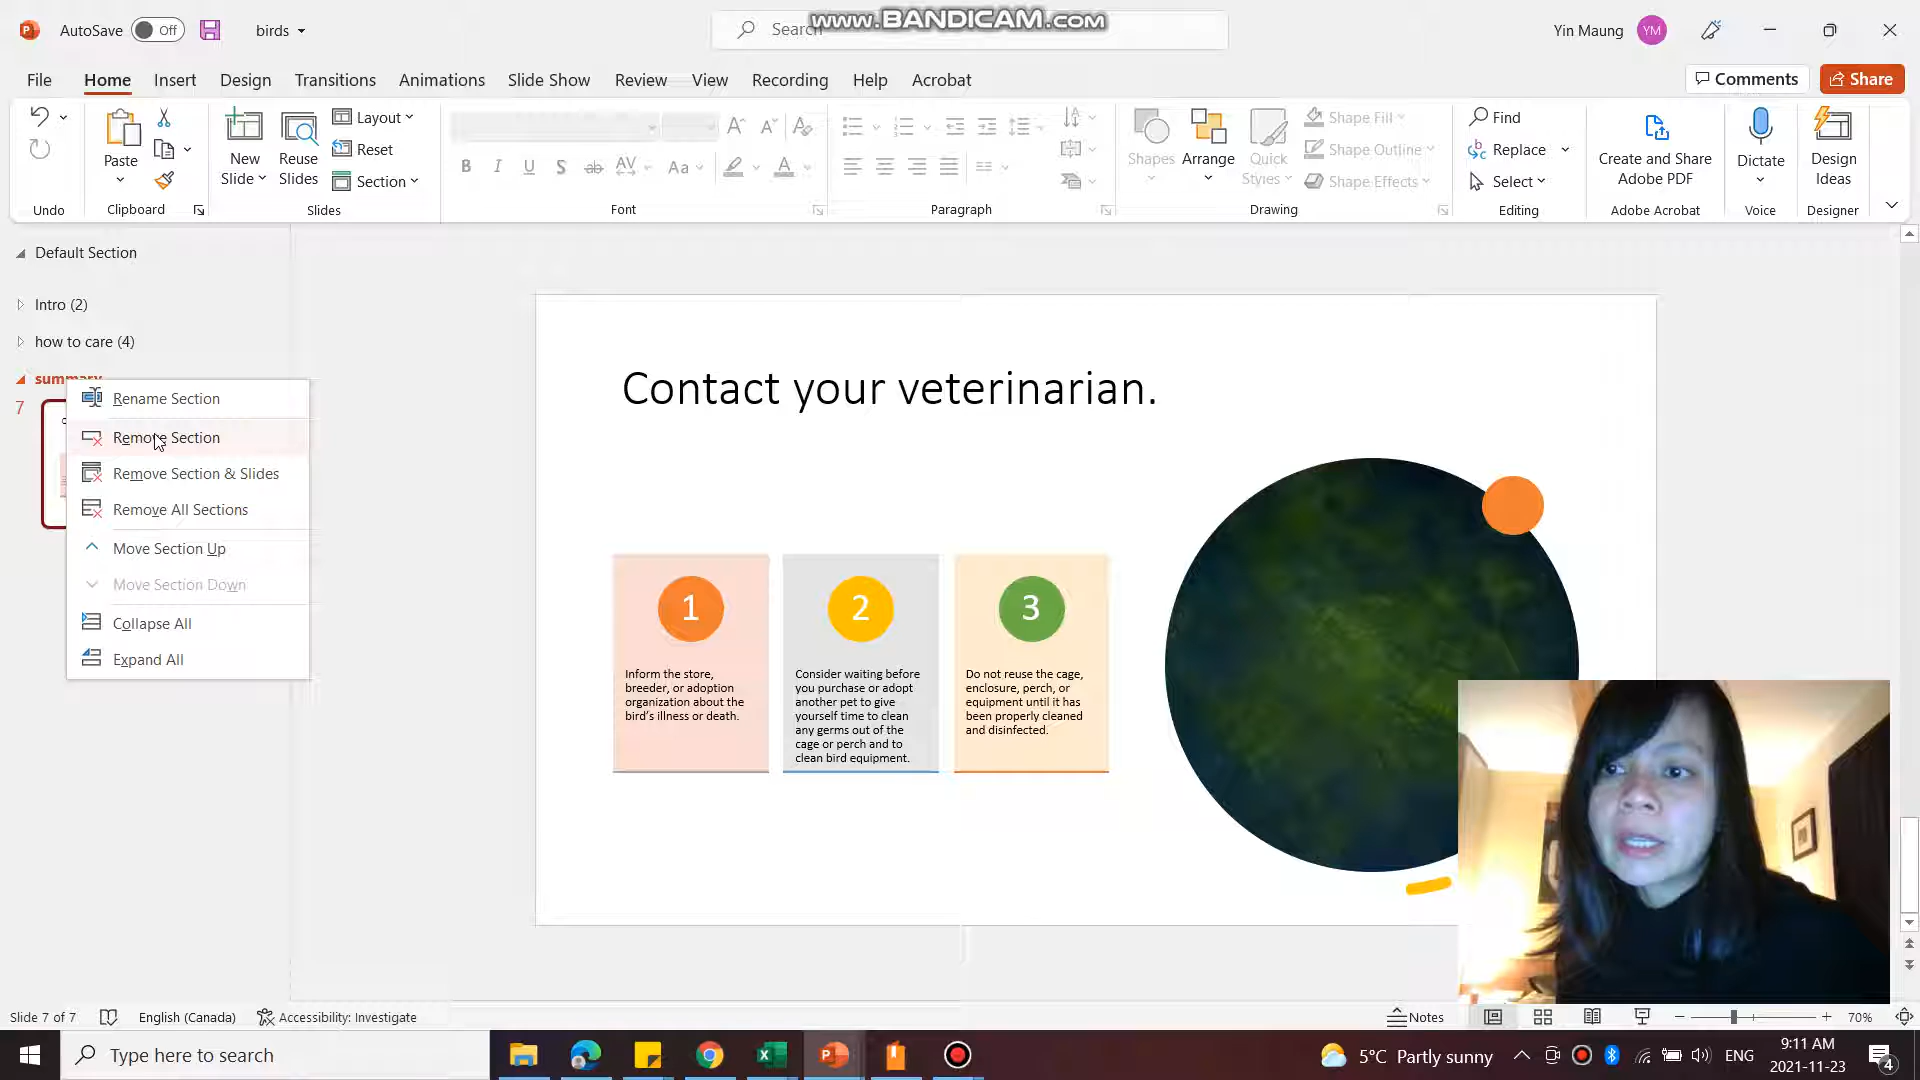 AutoSave Off birds Search www.BANDICAM.com Yin Maung YM
File Home Insert Design Transitions Animations Slide Show Review View Recording Help Acrobat Comments Share
Paste
New Slide
Reuse Slides
Layout
Reset
Section
B I U S ab AV Aa A
Shapes
Arrange
Quick Styles
Shape Fill
Shape Outline
Shape Effects
Find
Replace
Select
Create and Share Adobe PDF
Dictate
Design Ideas
Undo Clipboard Slides Font Paragraph Drawing Editing Adobe Acrobat Voice Designer
Default Section
Intro (2)
how to care (4)
summary
7
Rename Section
Remove Section
Remove Section & Slides
Remove All Sections
Move Section Up
Move Section Down
Collapse All
Expand All
Contact your veterinarian.
1
Inform the store,
breeder, or adoption
organization about the
bird's illness or death.
2
Consider waiting before
you purchase or adopt
another pet to give
yourself time to clean
any germs out of the
cage or perch and to
clean bird equipment.
3
Do not reuse the cage,
enclosure, perch, or
equipment until it has
been properly cleaned
and disinfected.
Slide 7 of 7 English (Canada) Accessibility: Investigate Notes 70%
Type here to search 5°C Partly sunny ENG 9:11 AM
2021-11-23 4